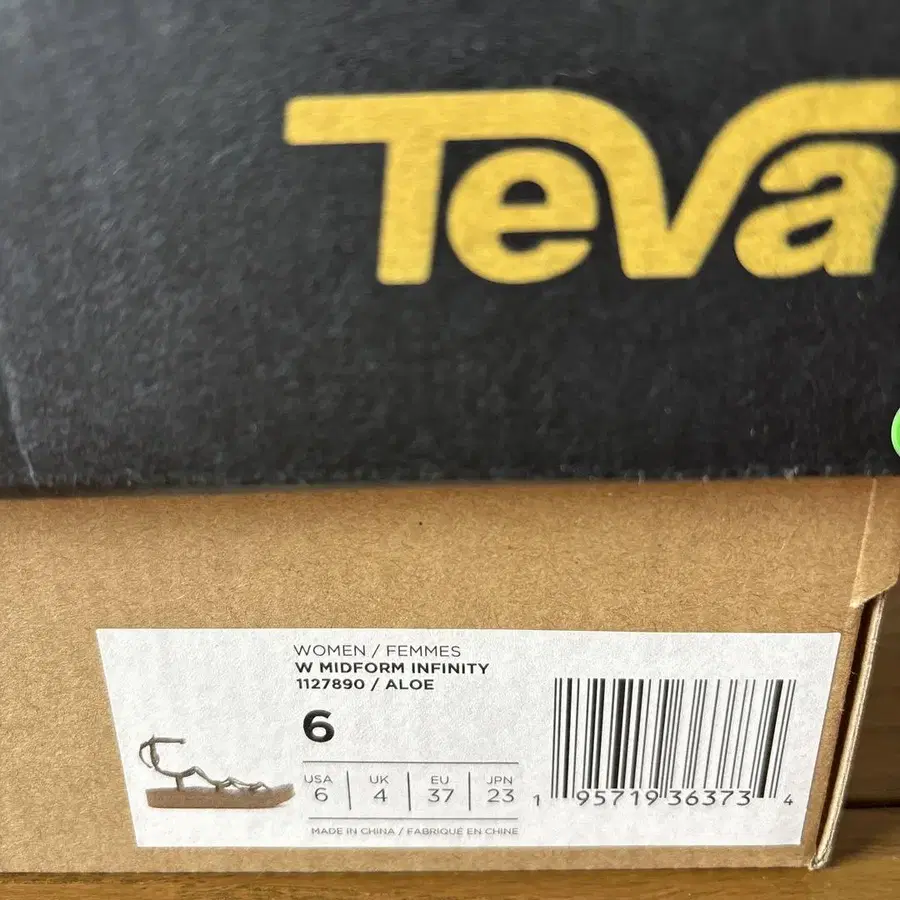 Teva
WOMEN / FEMMES
W MIDFORM INFINITY
1127890 / ALOE
6
USA UK EU JPN
6 4 37 23
1 95719 36373 4
MADE IN CHINA / FABRIQUÉ EN CHINE